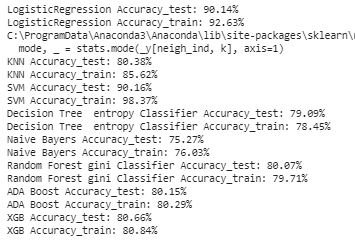 LogisticRegression Accuracy_test: 90.14%
LogisticRegression Accuracy_train: 92.63%
C:\ProgramData\Anaconda3\Anaconda\lib\site-packages\sklearn\
mode, _ = stats.mode(_y[neigh_ind, k], axis=1)
KNN Accuracy_test: 80.38%
KNN Accuracy_train: 85.62%
SVM Accuracy_test: 90.16%
SVM Accuracy_train: 98.37%
Decision Tree  entropy Classifier Accuracy_test: 79.09%
Decision Tree  entropy Classifier Accuracy_train: 78.45%
Naive Bayers Accuracy_test: 75.27%
Naive Bayers Accuracy_train: 76.03%
Random Forest gini Classifier Accuracy_test: 80.07%
Random Forest gini Classifier Accuracy_train: 79.71%
ADA Boost Accuracy_test: 80.15%
ADA Boost Accuracy_train: 80.29%
XGB Accuracy_test: 80.66%
XGB Accuracy_train: 80.84%